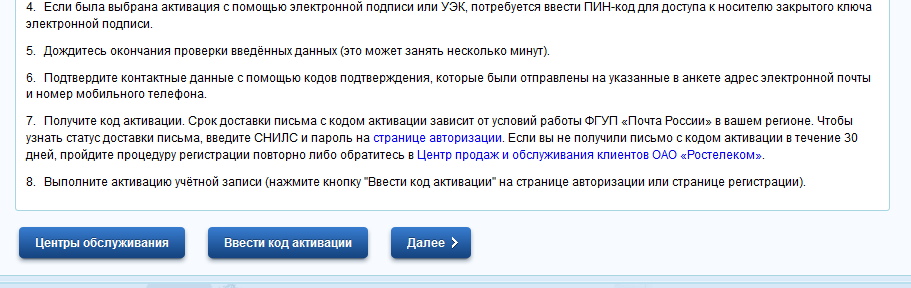 4. Если была выбрана активация с помощью электронной подписи или УЭК, потребуется ввести ПИН-код для доступа к носителю закрытого ключа
электронной подписи.
5. Дождитесь окончания проверки введённых данных (это может занять несколько минут).
6. Подтвердите контактные данные с помощью кодов подтверждения, которые были отправлены на указанные в анкете адрес электронной почты
и номер мобильного телефона.
7. Получите код активации. Срок доставки письма с кодом активации зависит от условий работы ФГУП «Почта России» в вашем регионе. Чтобы
узнать статус доставки письма, введите СНИЛС и пароль на странице авторизации. Если вы не получили письмо с кодом активации в течение 30
дней, пройдите процедуру регистрации повторно либо обратитесь в Центр продаж и обслуживания клиентов ОАО «Ростелеком».
8. Выполните активацию учётной записи (нажмите кнопку "Ввести код активации" на странице авторизации или странице регистрации).
Центры обслуживания Ввести код активации Далее